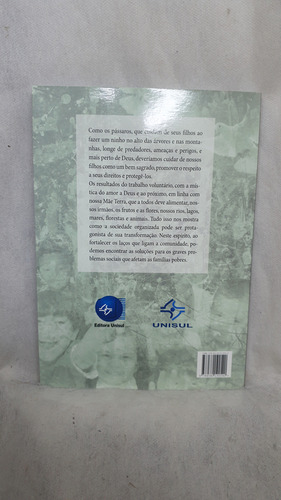 Como os pássaros, que cuidam de seus filhos ao
fazer um ninho no alto das árvores e nas monta-
nhas, longe de predadores, ameaças e perigos, e
mais perto de Deus, deveríamos cuidar de nossos
filhos como um bem sagrado, promover o respeito
a seus direitos e protegê-los.
Os resultados do trabalho voluntário, com a mís-
tica do amor a Deus e ao próximo, em linha com
nossa Mãe Terra, que a todos deve alimentar, nos-
sos irmãos, os frutos e as flores, nossos rios, lagos,
mares, florestas e animais. Tudo isso nos mostra
como a sociedade organizada pode ser prota-
gonista de sua transformação. Neste espírito, ao
fortalecer os laços que ligam a comunidade, po-
demos encontrar as soluções para os graves pro-
blemas sociais que afetam as famílias pobres.
Editora Unisul
UNISUL